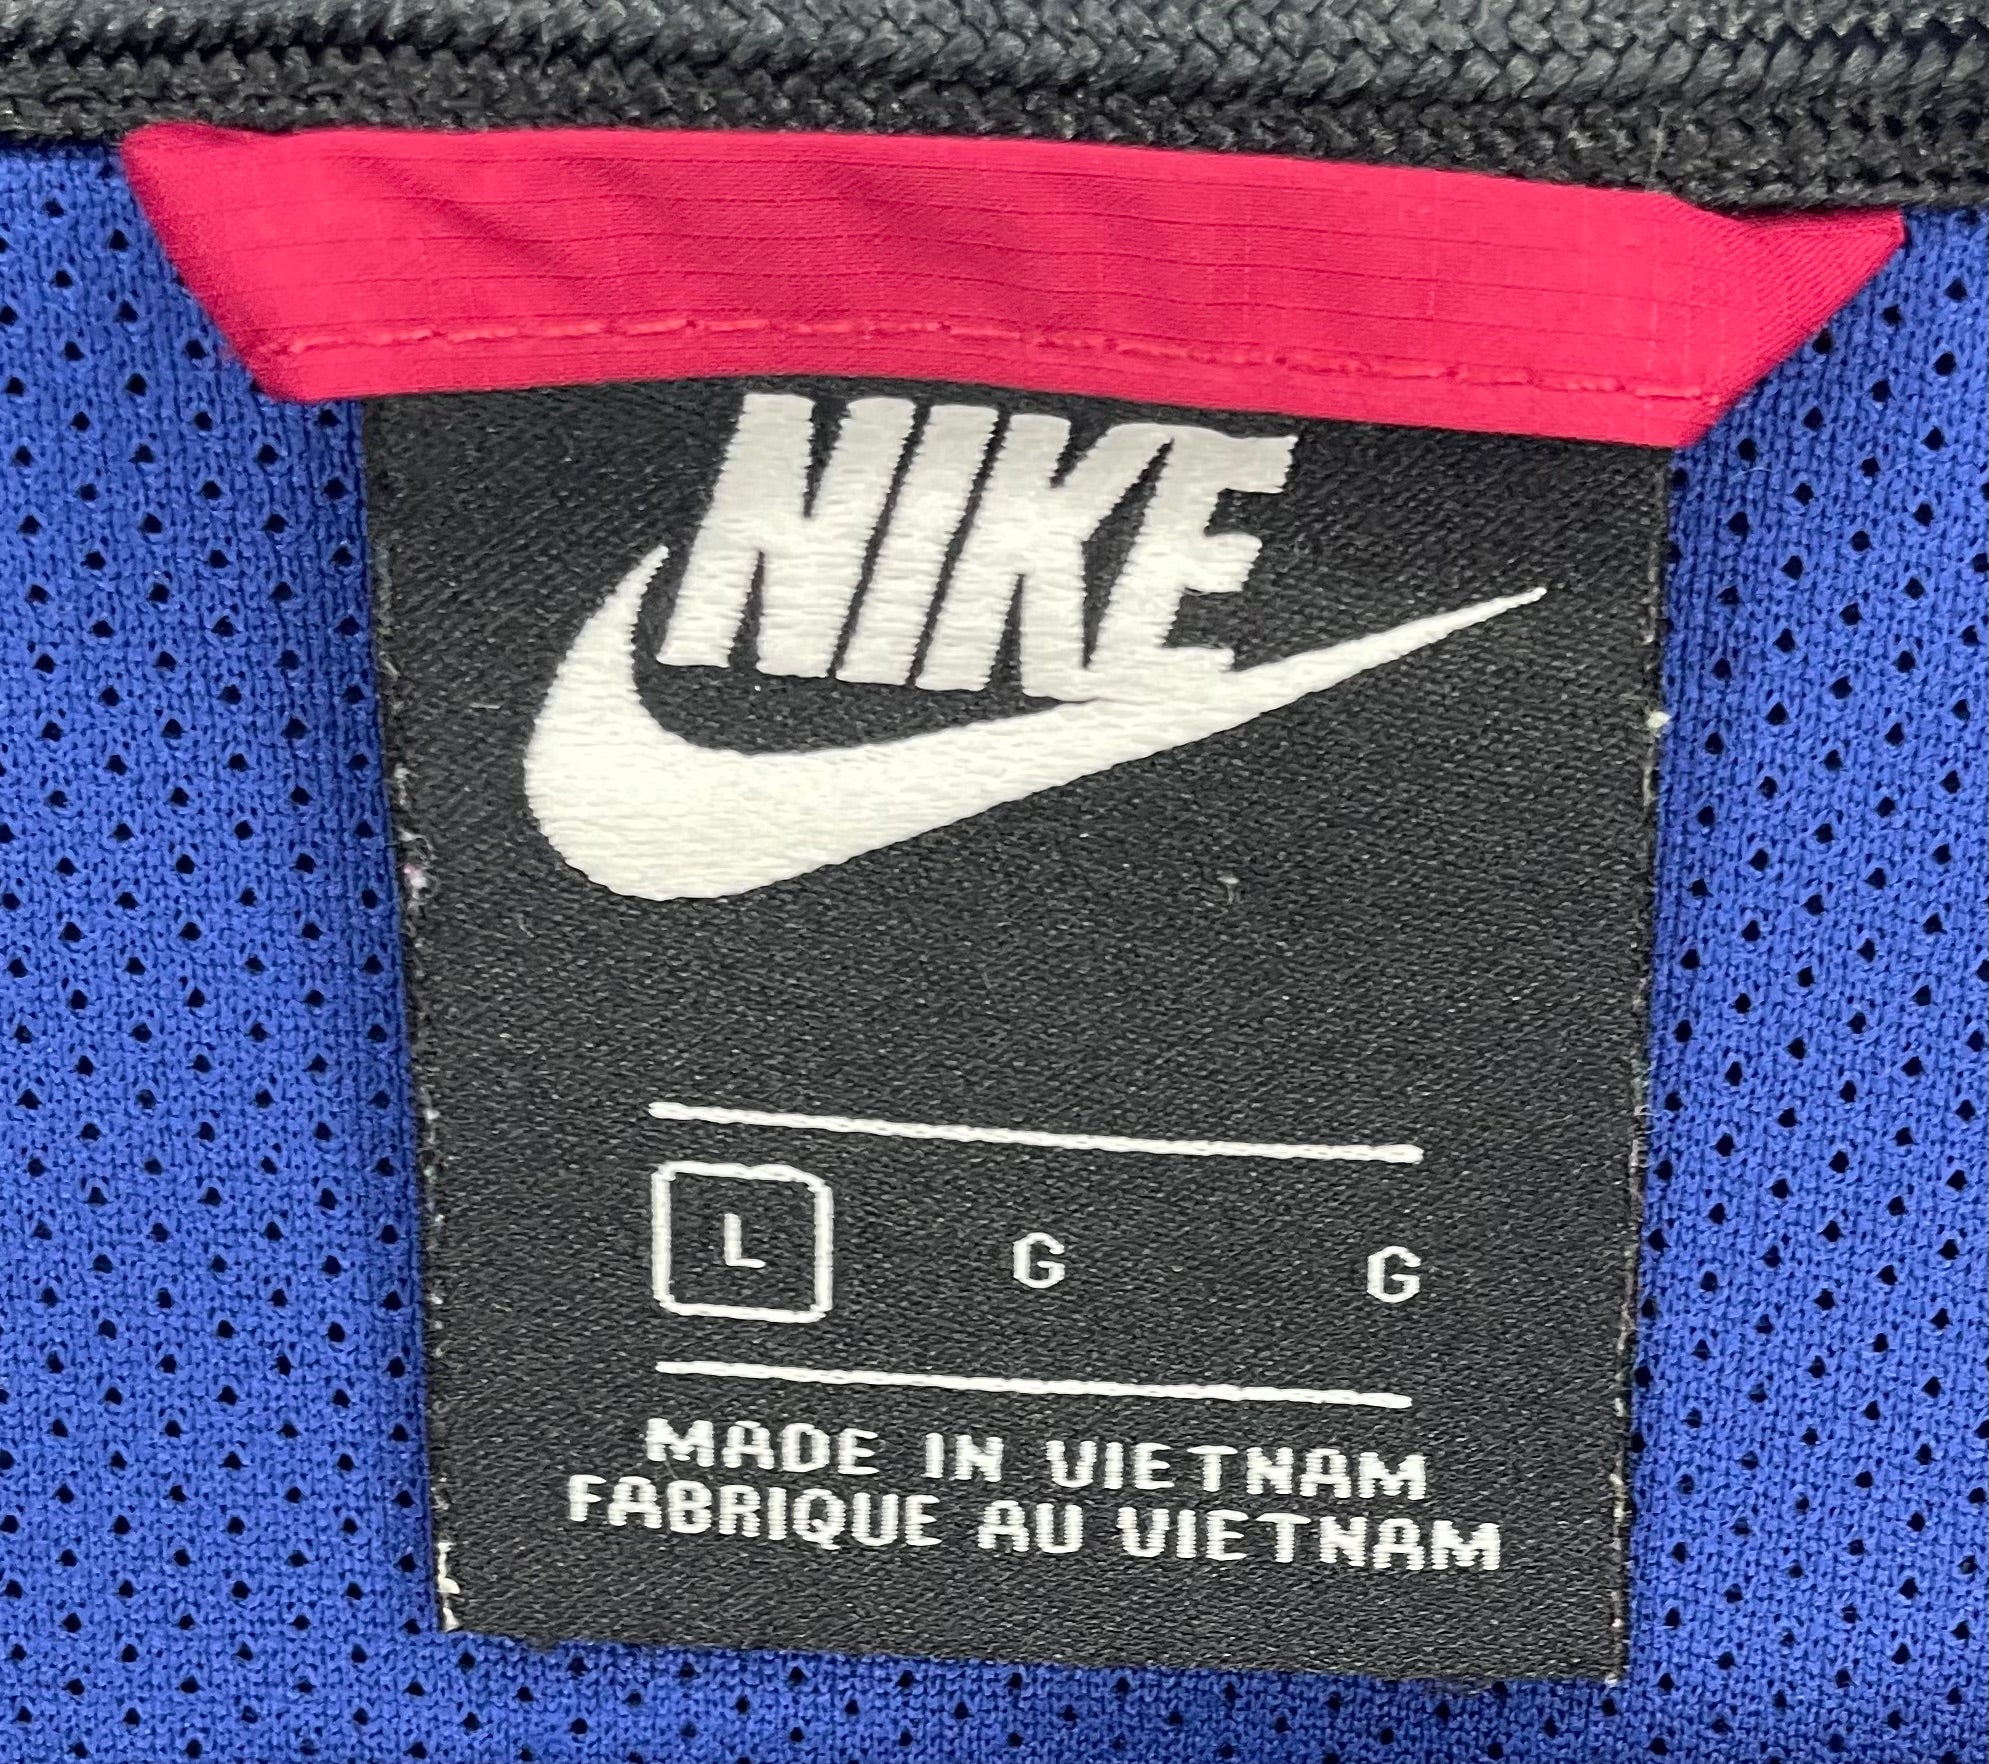 NIKE
L G G
MADE IN VIETNAM
FABRIQUE AU VIETNAM